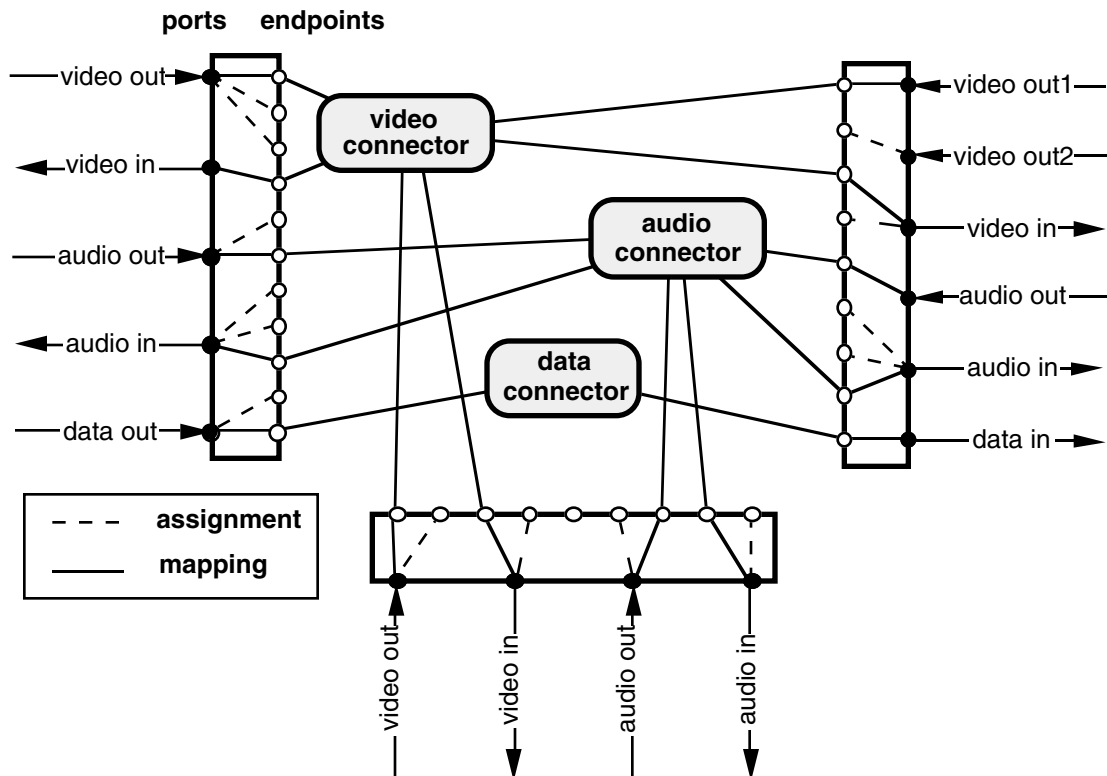 ports endpoints
video out
video in
audio out
audio in
data out
video
connector
audio
connector
data
connector
video out1
video out2
video in
audio out
audio in
data in
assignment
mapping
video out
video in
audio out
audio in